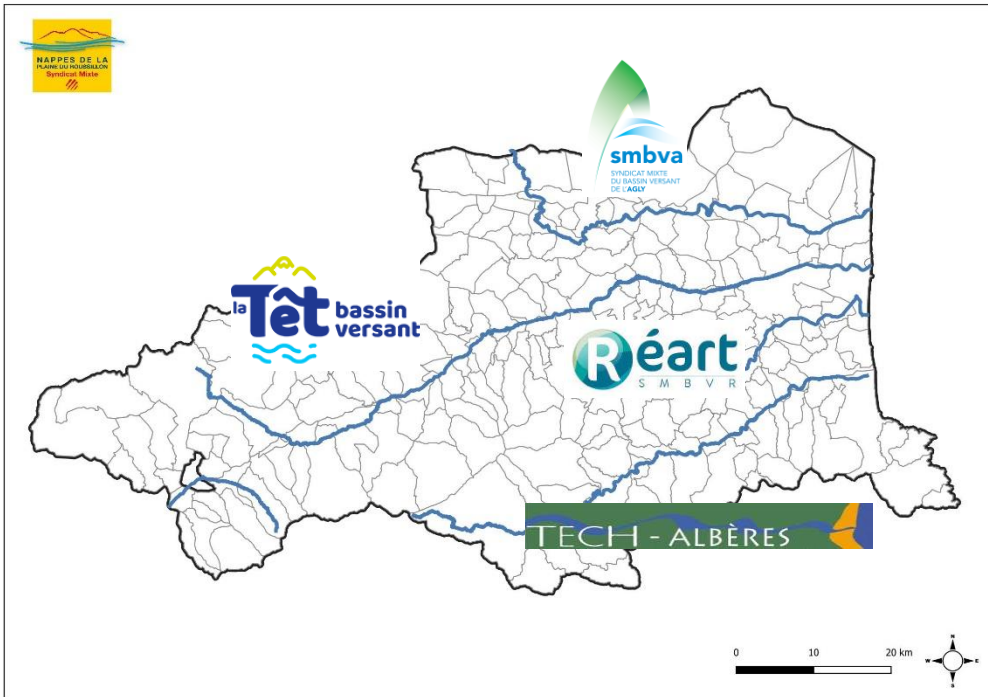 NAPPES DE LA
PLAINE DU ROUSSILLON
Syndicat Mixte
smbva
SYNDICAT MIXTE
DU BASSIN VERSANT
DE L'AGLY
la Têt bassin
versant
Réart
SMBVR
TECH - ALBÈRES
0 10 20 km
N
W E
S